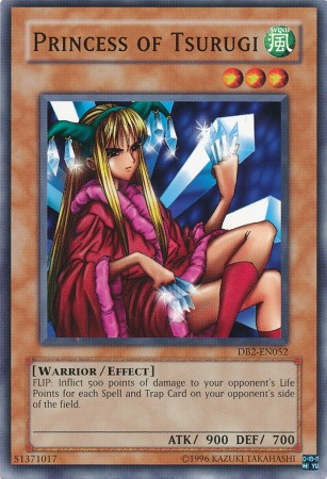 PRINCESS OF TSURUGI
WIND
風
DB2-EN052
[WARRIOR / EFFECT]
FLIP: Inflict 500 points of damage to your opponent's Life
Points for each Spell and Trap Card on your opponent's side
of the field.
ATK/ 900 DEF/ 700
51371017
©1996 KAZUKI TAKAHASHI